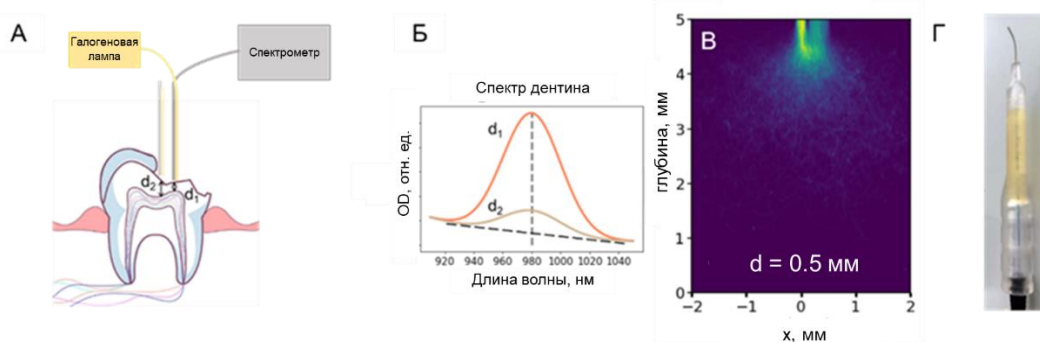 А
Галогеновая
лампа
Спектрометр
d₂
d₁
Б
Спектр дентина
OD, отн. ед.
d₁
d₂
920 940 960 980 1000 1020 1040
Длина волны, нм
В
глубина, мм
5
4
3
2
1
0
d = 0.5 мм
−2 −1 0 1 2
x, мм
Г